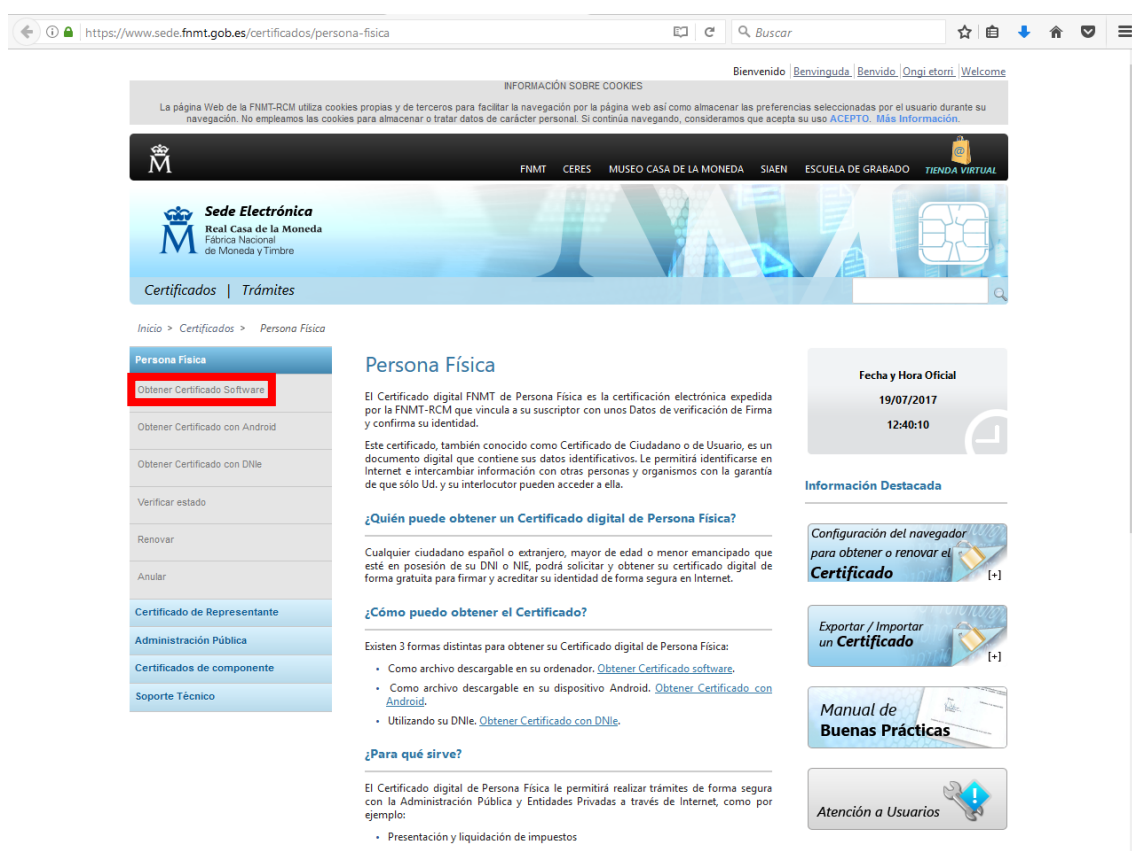 https://www.sede.fnmt.gob.es/certificados/persona-fisica
Buscar
Bienvenido Benvinguda Benvido Ongi etorri Welcome
INFORMACIÓN SOBRE COOKIES
La página Web de la FNMT-RCM utiliza cookies propias y de terceros para facilitar la navegación por la página web así como almacenar las preferencias seleccionadas por el usuario durante su
navegación. No empleamos las cookies para almacenar o tratar datos de carácter personal. Si continúa navegando, consideramos que acepta su uso ACEPTO. Más Información.
FNMT CERES MUSEO CASA DE LA MONEDA SIAEN ESCUELA DE GRABADO TIENDA VIRTUAL
Sede Electrónica
Real Casa de la Moneda
Fábrica Nacional
de Moneda y Timbre
Certificados | Trámites
Inicio > Certificados > Persona Física
Persona Física
Obtener Certificado Software
Obtener Certificado con Android
Obtener Certificado con DNIe
Verificar estado
Renovar
Anular
Certificado de Representante
Administración Pública
Certificados de componente
Soporte Técnico
Persona Física
El Certificado digital FNMT de Persona Física es la certificación electrónica expedida
por la FNMT-RCM que vincula a su suscriptor con unos Datos de verificación de Firma
y confirma su identidad.
Este certificado, también conocido como Certificado de Ciudadano o de Usuario, es un
documento digital que contiene sus datos identificativos. Le permitirá identificarse en
Internet e intercambiar información con otras personas y organismos con la garantía
de que sólo Ud. y su interlocutor pueden acceder a ella.
¿Quién puede obtener un Certificado digital de Persona Física?
Cualquier ciudadano español o extranjero, mayor de edad o menor emancipado que
esté en posesión de su DNI o NIE, podrá solicitar y obtener su certificado digital de
forma gratuita para firmar y acreditar su identidad de forma segura en Internet.
¿Cómo puedo obtener el Certificado?
Existen 3 formas distintas para obtener su Certificado digital de Persona Física:
• Como archivo descargable en su ordenador. Obtener Certificado software.
• Como archivo descargable en su dispositivo Android. Obtener Certificado con
Android.
• Utilizando su DNIe. Obtener Certificado con DNIe.
¿Para qué sirve?
El Certificado digital de Persona Física le permitirá realizar trámites de forma segura
con la Administración Pública y Entidades Privadas a través de Internet, como por
ejemplo:
• Presentación y liquidación de impuestos
Fecha y Hora Oficial
19/07/2017
12:40:10
Información Destacada
Configuración del navegador
para obtener o renovar el
Certificado
[+]
Exportar / Importar
un Certificado
[+]
Manual de
Buenas Prácticas
Atención a Usuarios